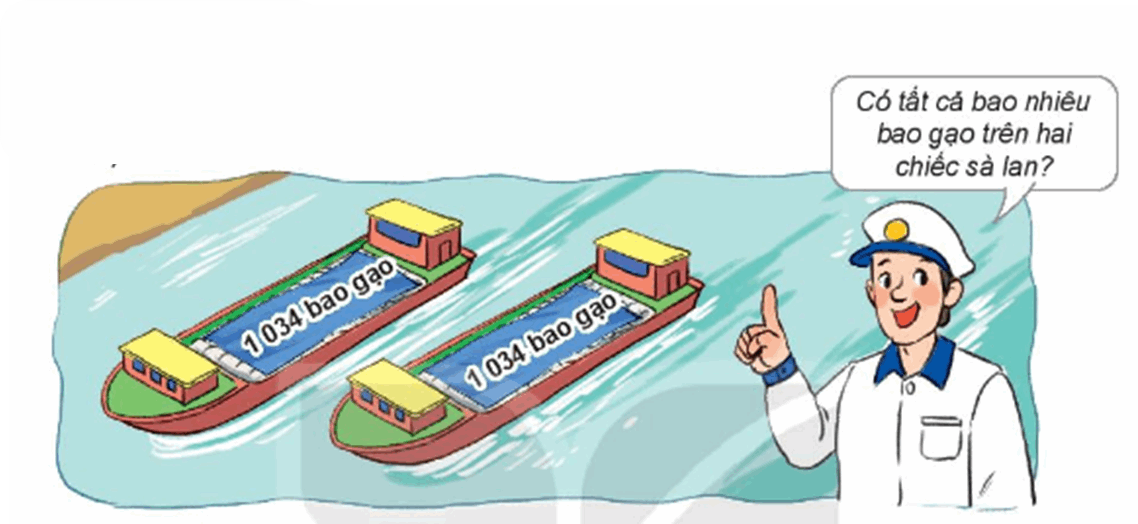 Có tất cả bao nhiêu
bao gạo trên hai
chiếc sà lan?
1 034 bao gạo
1 034 bao gạo